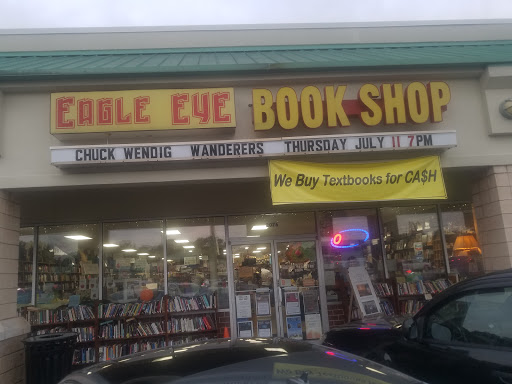 EAGLE EYE BOOK SHOP
CHUCK WENDIG WANDERERS THURSDAY JULY 11 7PM
We Buy Textbooks for CA$H